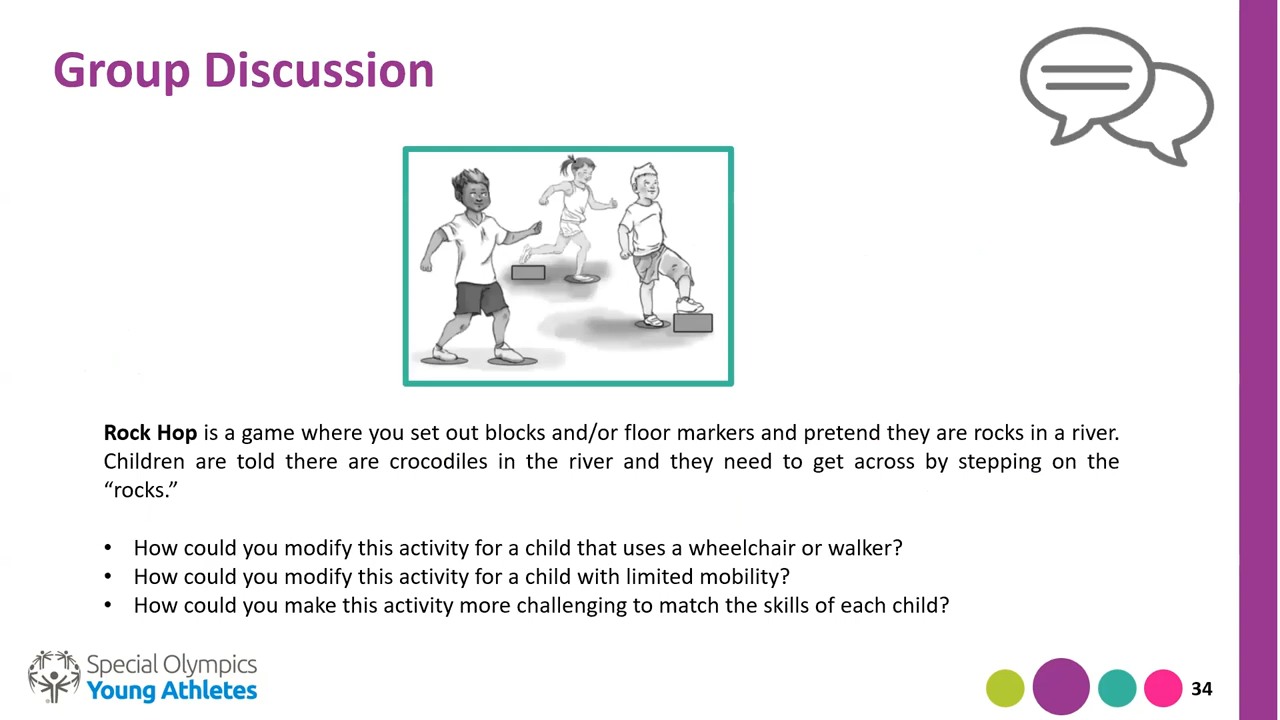 Group Discussion
Rock Hop is a game where you set out blocks and/or floor markers and pretend they are rocks in a river.
Children are told there are crocodiles in the river and they need to get across by stepping on the
“rocks.”
• How could you modify this activity for a child that uses a wheelchair or walker?
• How could you modify this activity for a child with limited mobility?
• How could you make this activity more challenging to match the skills of each child?
Special Olympics
Young Athletes
34